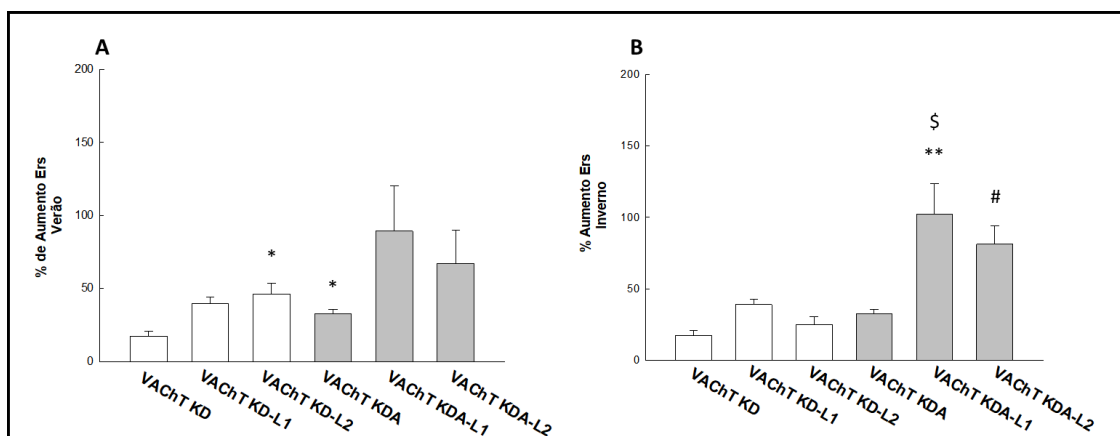 A
200
150
100
50
0
% de Aumento Ers
Verão
*
*
VAChT KD
VAChT KD-L1
VAChT KD-L2
VAChT KDA
VAChT KDA-L1
VAChT KDA-L2
B
200
150
100
50
0
% Aumento Ers
Inverno
$
**
#
VAChT KD
VAChT KD-L1
VAChT KD-L2
VAChT KDA
VAChT KDA-L1
VAChT KDA-L2